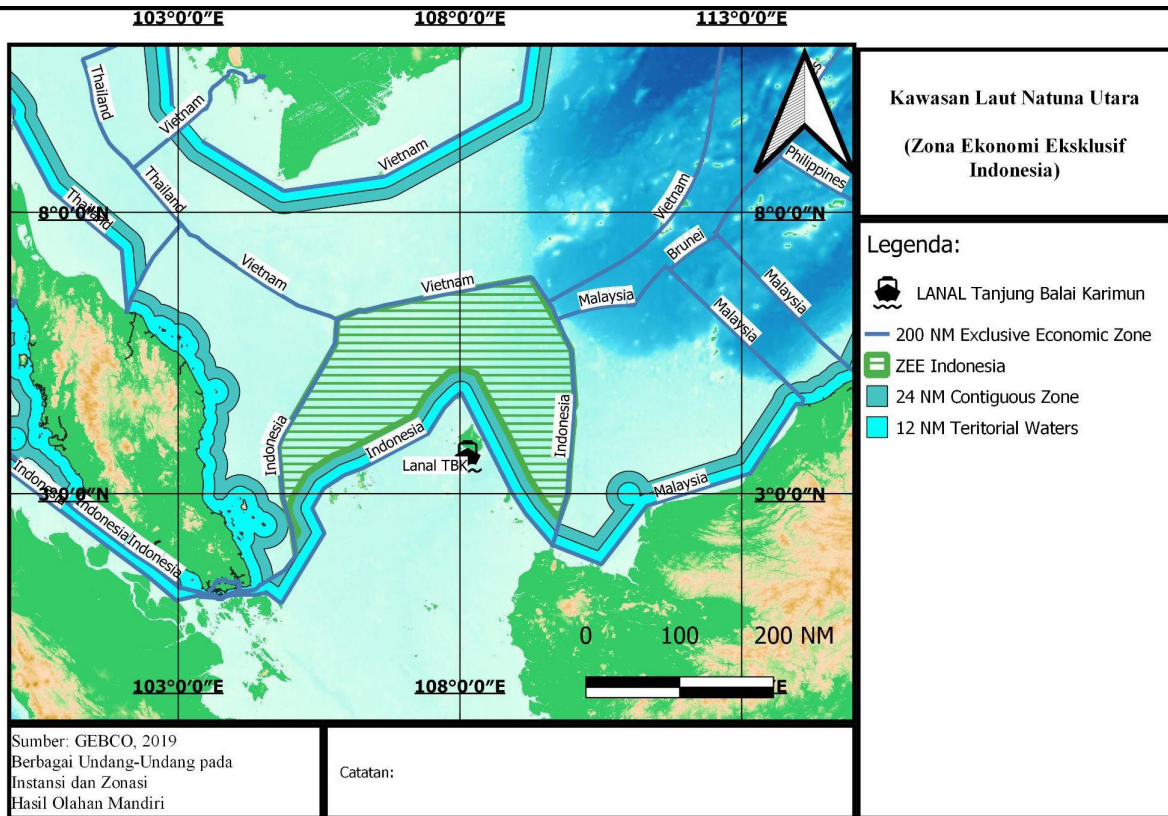 103°0′0″E
108°0′0″E
113°0′0″E
Thailand
Vietnam
Vietnam
s
Philippines
Thailand
Thailand
Vietnam
8°0′0″N
8°0′0″N
Brunei
Vietnam
Vietnam
Malaysia
Malaysia
Malaysia
Indonesia
Indonesia
Indonesia
Lanal TBK
Malaysia
3°0′0″N
3°0′0″N
Indonesia
Indonesia
Indonesia
0 100 200 NM
103°0′0″E
108°0′0″E
E
Kawasan Laut Natuna Utara
(Zona Ekonomi Eksklusif
Indonesia)
Legenda:
LANAL Tanjung Balai Karimun
200 NM Exclusive Economic Zone
ZEE Indonesia
24 NM Contiguous Zone
12 NM Teritorial Waters
Sumber: GEBCO, 2019
Berbagai Undang-Undang pada
Instansi dan Zonasi
Hasil Olahan Mandiri
Catatan: